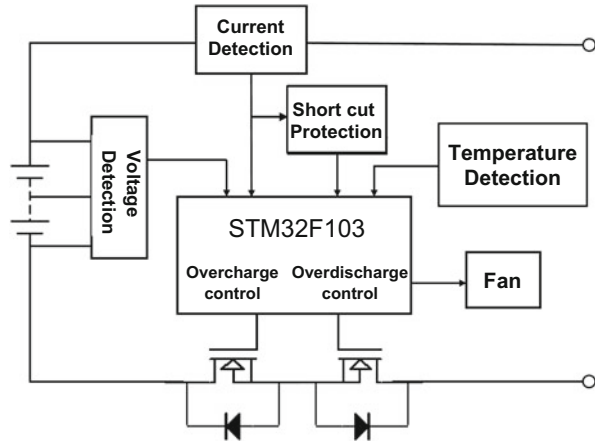 Current
Detection
Short cut
Protection
Temperature
Detection
Voltage
Detection
STM32F103
Overcharge
control
Overdischarge
control
Fan